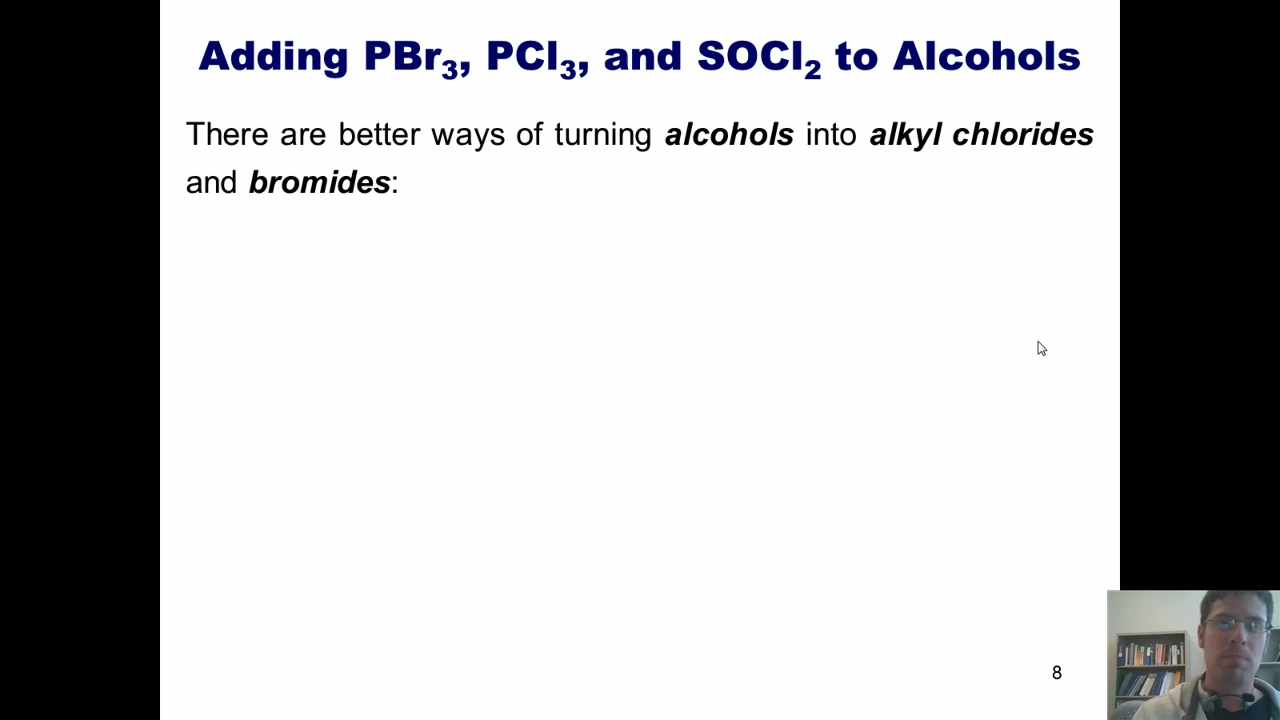 Adding PBr₃, PCl₃, and SOCl₂ to Alcohols
There are better ways of turning alcohols into alkyl chlorides
and bromides:
8